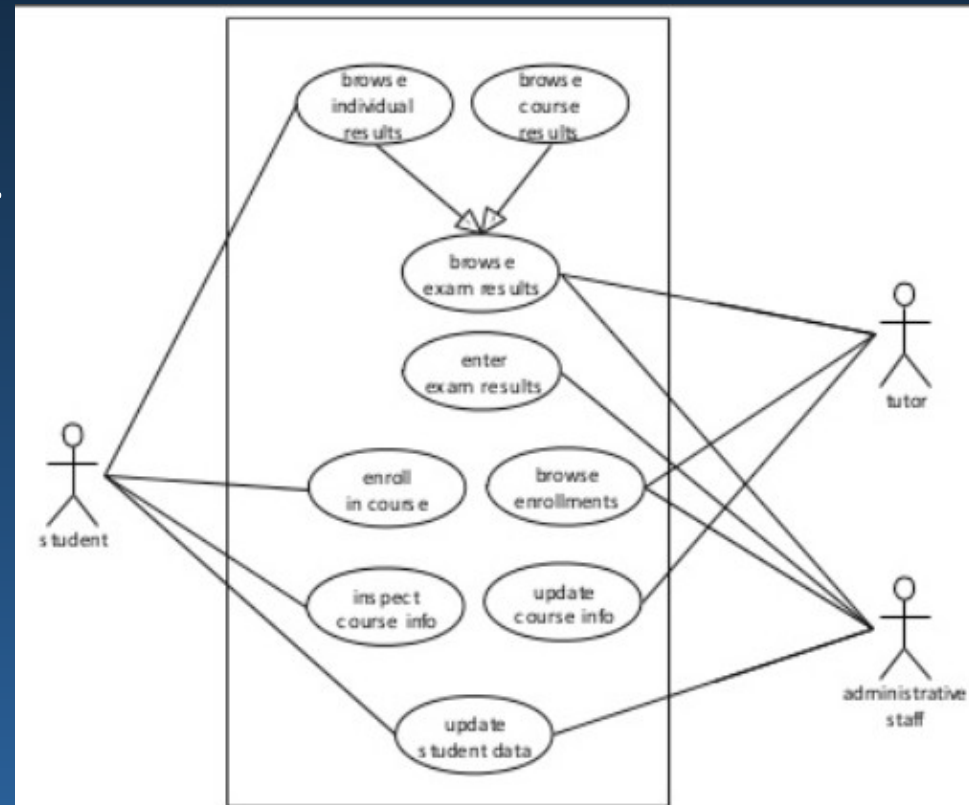 browse
individual
results
browse
course
results
browse
exam results
enter
exam results
enroll
in course
browse
enrollments
inspect
course info
update
course info
update
student data
student
tutor
administrative
staff